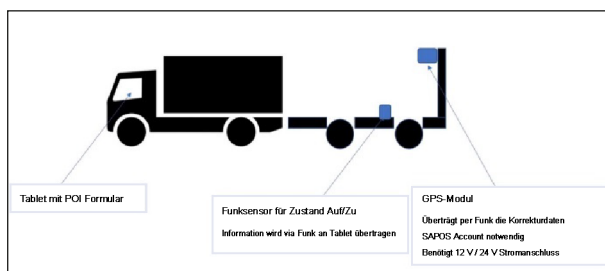 Tablet mit POI Formular
Funksensor für Zustand Auf/Zu
Information wird via Funk an Tablet übertragen
GPS-Modul
Überträgt per Funk die Korrekturdaten
SAPOS Account notwendig
Benötigt 12 V / 24 V Stromanschluss